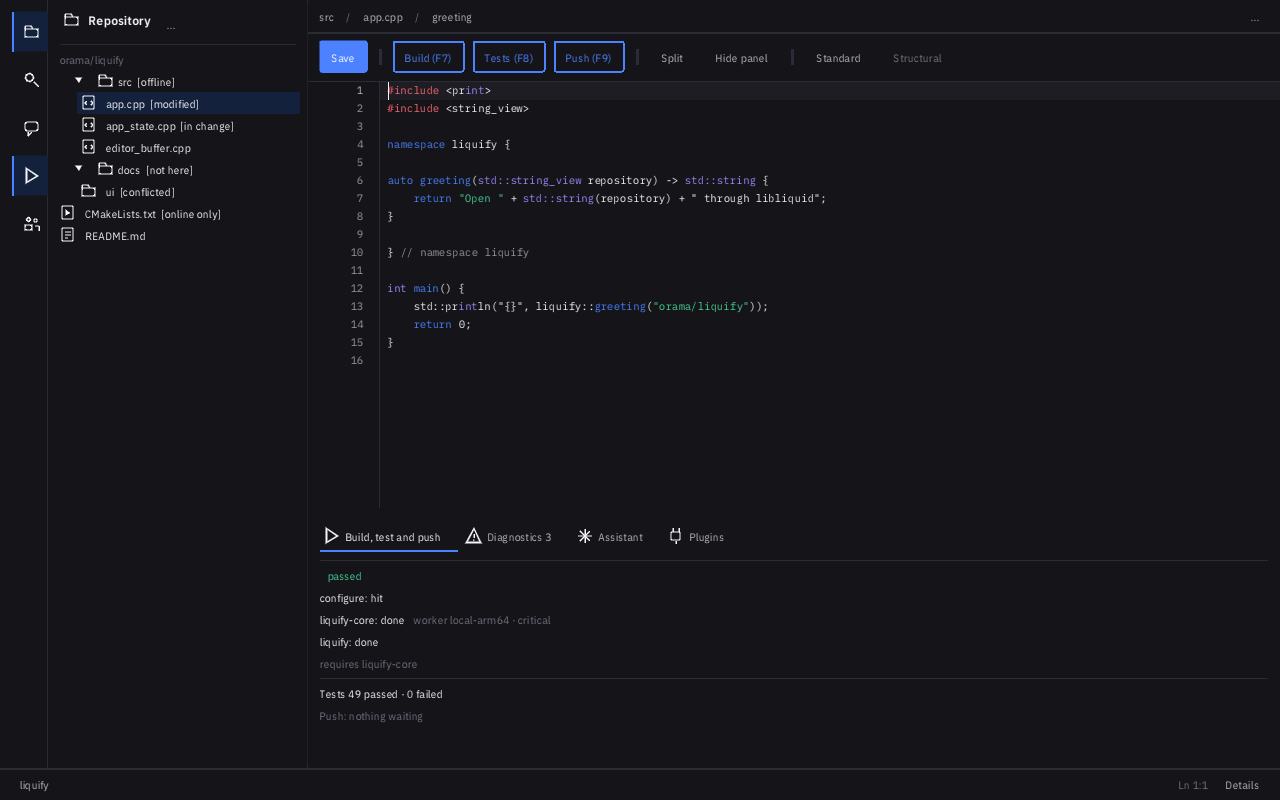 Repository ...
orama/liquify
src [offline]
app.cpp [modified]
app_state.cpp [in change]
editor_buffer.cpp
docs [not here]
ui [conflicted]
CMakeLists.txt [online only]
README.md
src / app.cpp / greeting ...
Save Build (F7) Tests (F8) Push (F9) Split Hide panel Standard Structural
1 #include <print>
2 #include <string_view>
3
4 namespace liquify {
5
6 auto greeting(std::string_view repository) -> std::string {
7     return "Open " + std::string(repository) + " through libliquid";
8 }
9
10 } // namespace liquify
11
12 int main() {
13     std::println("{}", liquify::greeting("orama/liquify"));
14     return 0;
15 }
16
Build, test and push Diagnostics 3 Assistant Plugins
passed
configure: hit
liquify-core: done worker local-arm64 · critical
liquify: done
requires liquify-core
Tests 49 passed · 0 failed
Push: nothing waiting
liquify Ln 1:1 Details